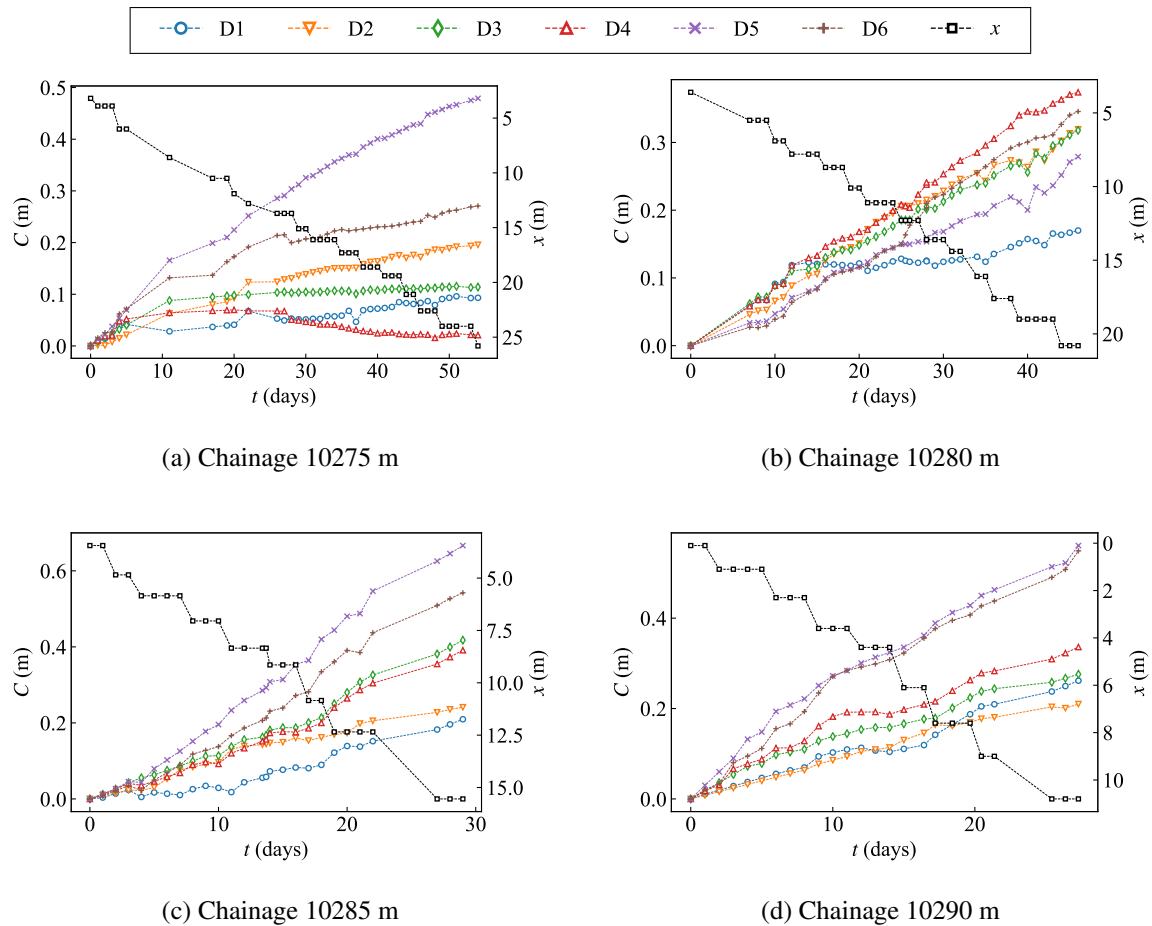 D1 D2 D3 D4 D5 D6 x
0.5
0.4
0.3
0.2
0.1
0.0
C (m)
5
10
15
20
25
x (m)
0 10 20 30 40 50
t (days)
(a) Chainage 10275 m
0.3
0.2
0.1
0.0
C (m)
5
10
15
20
x (m)
0 10 20 30 40
t (days)
(b) Chainage 10280 m
0.6
0.4
0.2
0.0
C (m)
5.0
7.5
10.0
12.5
15.0
x (m)
0 10 20 30
t (days)
(c) Chainage 10285 m
0.4
0.2
0.0
C (m)
0
2
4
6
8
10
x (m)
0 10 20
t (days)
(d) Chainage 10290 m